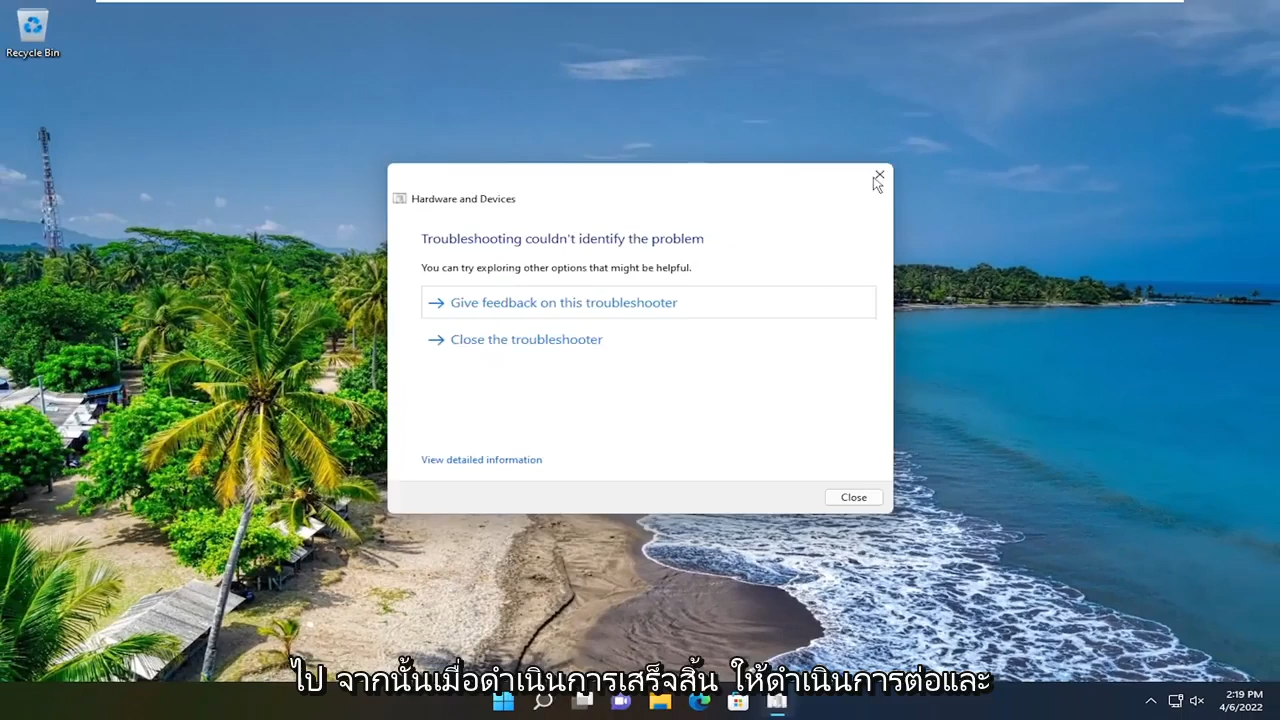 Recycle Bin
Hardware and Devices
Troubleshooting couldn't identify the problem
You can try exploring other options that might be helpful.
Give feedback on this troubleshooter
Close the troubleshooter
View detailed information
Close
ไป จากนั้นเมื่อดำเนินการเสร็จสิ้น ให้ดำเนินการต่อและ
2:19 PM
4/6/2022